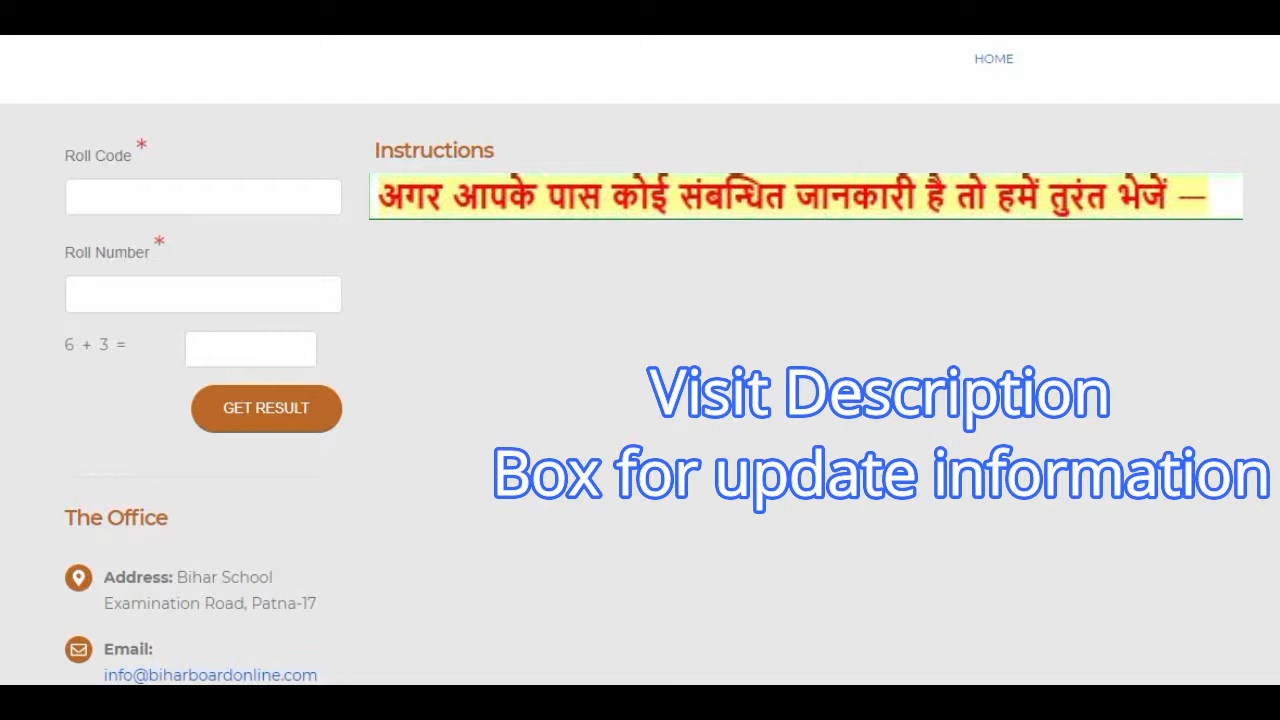 HOME
Roll Code *
Instructions
अगर आपके पास कोई संबन्धित जानकारी है तो हमें तुरंत भेजें —
Roll Number *
6 + 3 =
GET RESULT
Visit Description
Box for update information
The Office
Address: Bihar School
Examination Road, Patna-17
Email:
info@biharboardonline.com